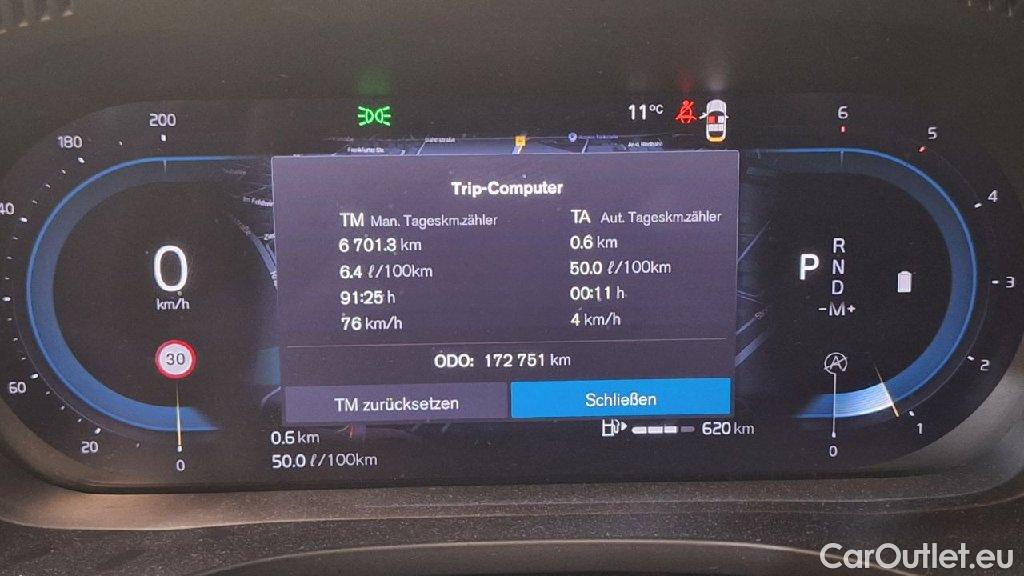 200
180
11°C
6
5
4
3
2
1
0
Trip-Computer
TM Man. Tageskm.zähler
6 701.3 km
6.4 ℓ/100km
91:25 h
76 km/h
TA Aut. Tageskm.zähler
0.6 km
50.0 ℓ/100km
00:11 h
4 km/h
ODO: 172 751 km
TM zurücksetzen
Schließen
0
km/h
30
60
20
0
P
R
N
D
-M+
A
0.6 km
50.0 ℓ/100km
620 km
CarOutlet.eu